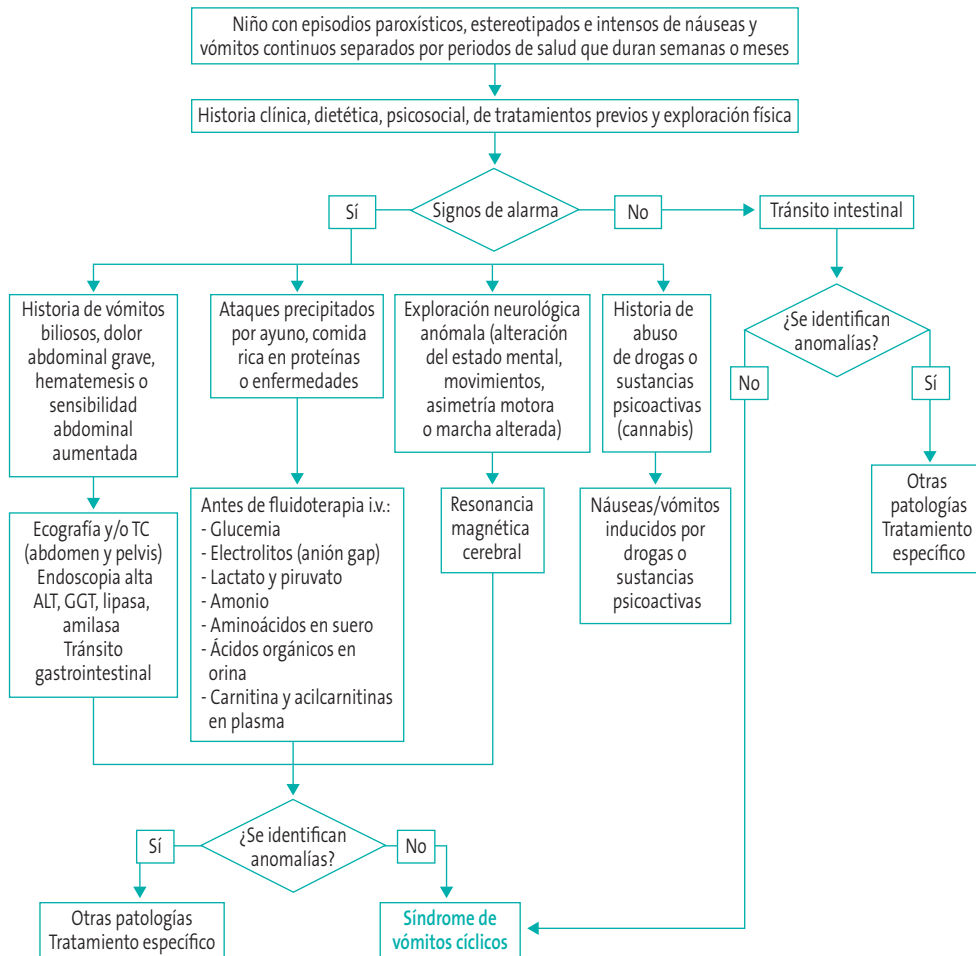 Niño con episodios paroxísticos, estereotipados e intensos de náuseas y
vómitos continuos separados por periodos de salud que duran semanas o meses
Historia clínica, dietética, psicosocial, de tratamientos previos y exploración física
Signos de alarma
Sí
No
Tránsito intestinal
Historia de vómitos
biliosos, dolor
abdominal grave,
hematemesis o
sensibilidad
abdominal
aumentada
Ataques precipitados
por ayuno, comida
rica en proteínas
o enfermedades
Exploración neurológica
anómala (alteración
del estado mental,
movimientos,
asimetría motora
o marcha alterada)
Historia de
abuso
de drogas o
sustancias
psicoactivas
(cannabis)
¿Se identifican
anomalías?
No
Sí
Ecografía y/o TC
(abdomen y pelvis)
Endoscopia alta
ALT, GGT, lipasa,
amilasa
Tránsito
gastrointestinal
Antes de fluidoterapia i.v.:
- Glucemia
- Electrolitos (anión gap)
- Lactato y piruvato
- Amonio
- Aminoácidos en suero
- Ácidos orgánicos en
orina
- Carnitina y acilcarnitinas
en plasma
Resonancia
magnética
cerebral
Náuseas/vómitos
inducidos por
drogas o
sustancias
psicoactivas
Otras
patologías
Tratamiento
específico
¿Se identifican
anomalías?
Sí
No
Otras patologías
Tratamiento específico
Síndrome de
vómitos cíclicos